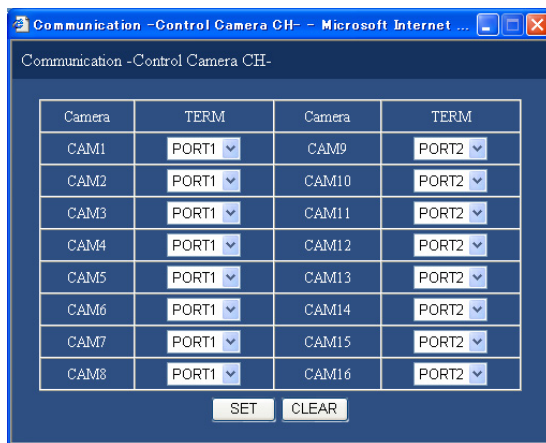 Communication -Control Camera CH- - Microsoft Internet ...
Communication -Control Camera CH-
Camera TERM Camera TERM
CAM1 PORT1 CAM9 PORT2
CAM2 PORT1 CAM10 PORT2
CAM3 PORT1 CAM11 PORT2
CAM4 PORT1 CAM12 PORT2
CAM5 PORT1 CAM13 PORT2
CAM6 PORT1 CAM14 PORT2
CAM7 PORT1 CAM15 PORT2
CAM8 PORT1 CAM16 PORT2
SET CLEAR